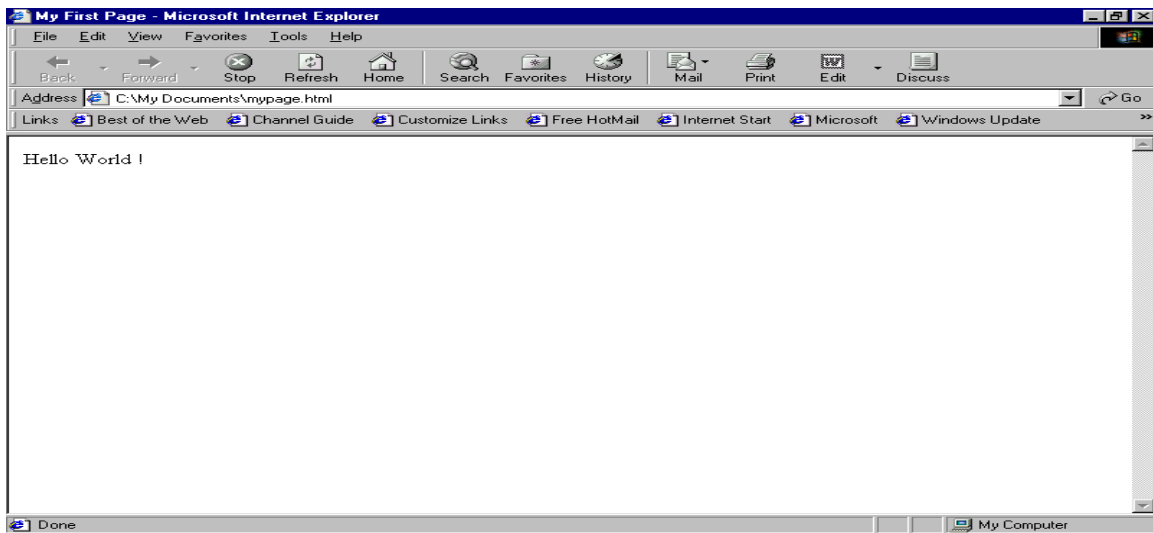 My First Page - Microsoft Internet Explorer
File Edit View Favorites Tools Help
Back Forward Stop Refresh Home Search Favorites History Mail Print Edit Discuss
Address C:\My Documents\mypage.html Go
Links Best of the Web Channel Guide Customize Links Free HotMail Internet Start Microsoft Windows Update »
Hello World !
Done My Computer